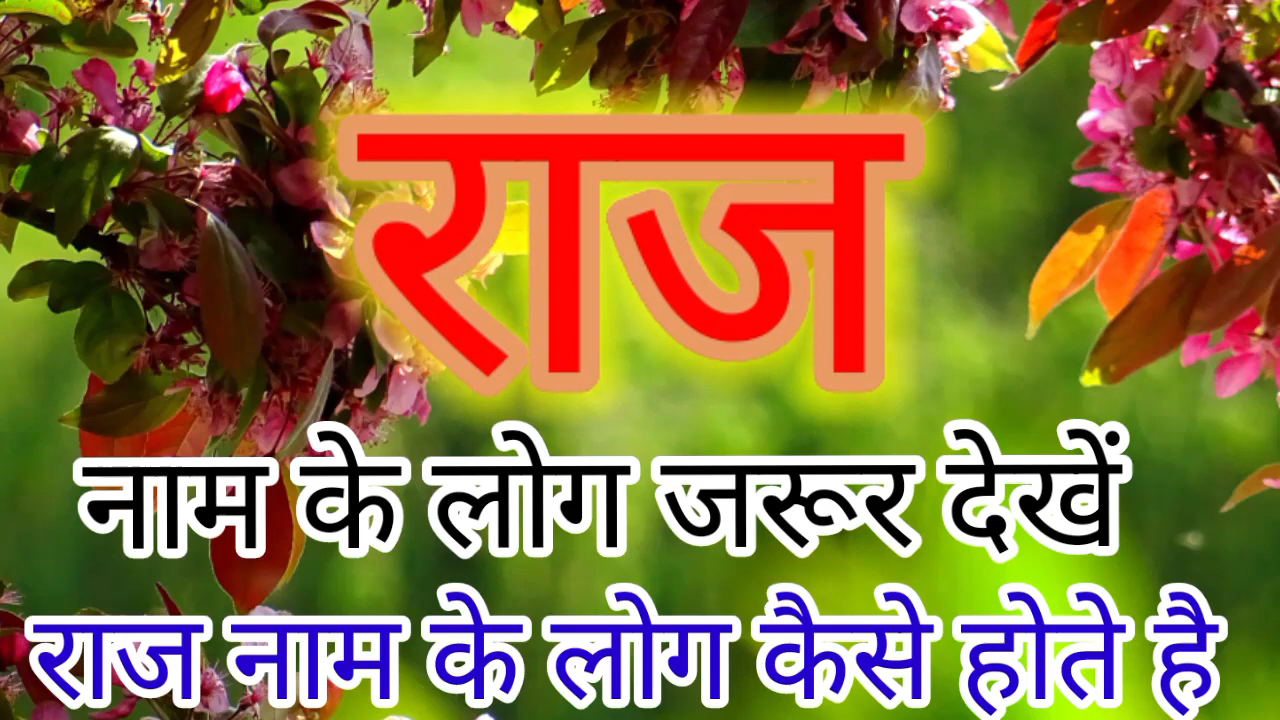 राज
नाम के लोग जरूर देखें
राज नाम के लोग कैसे होते है